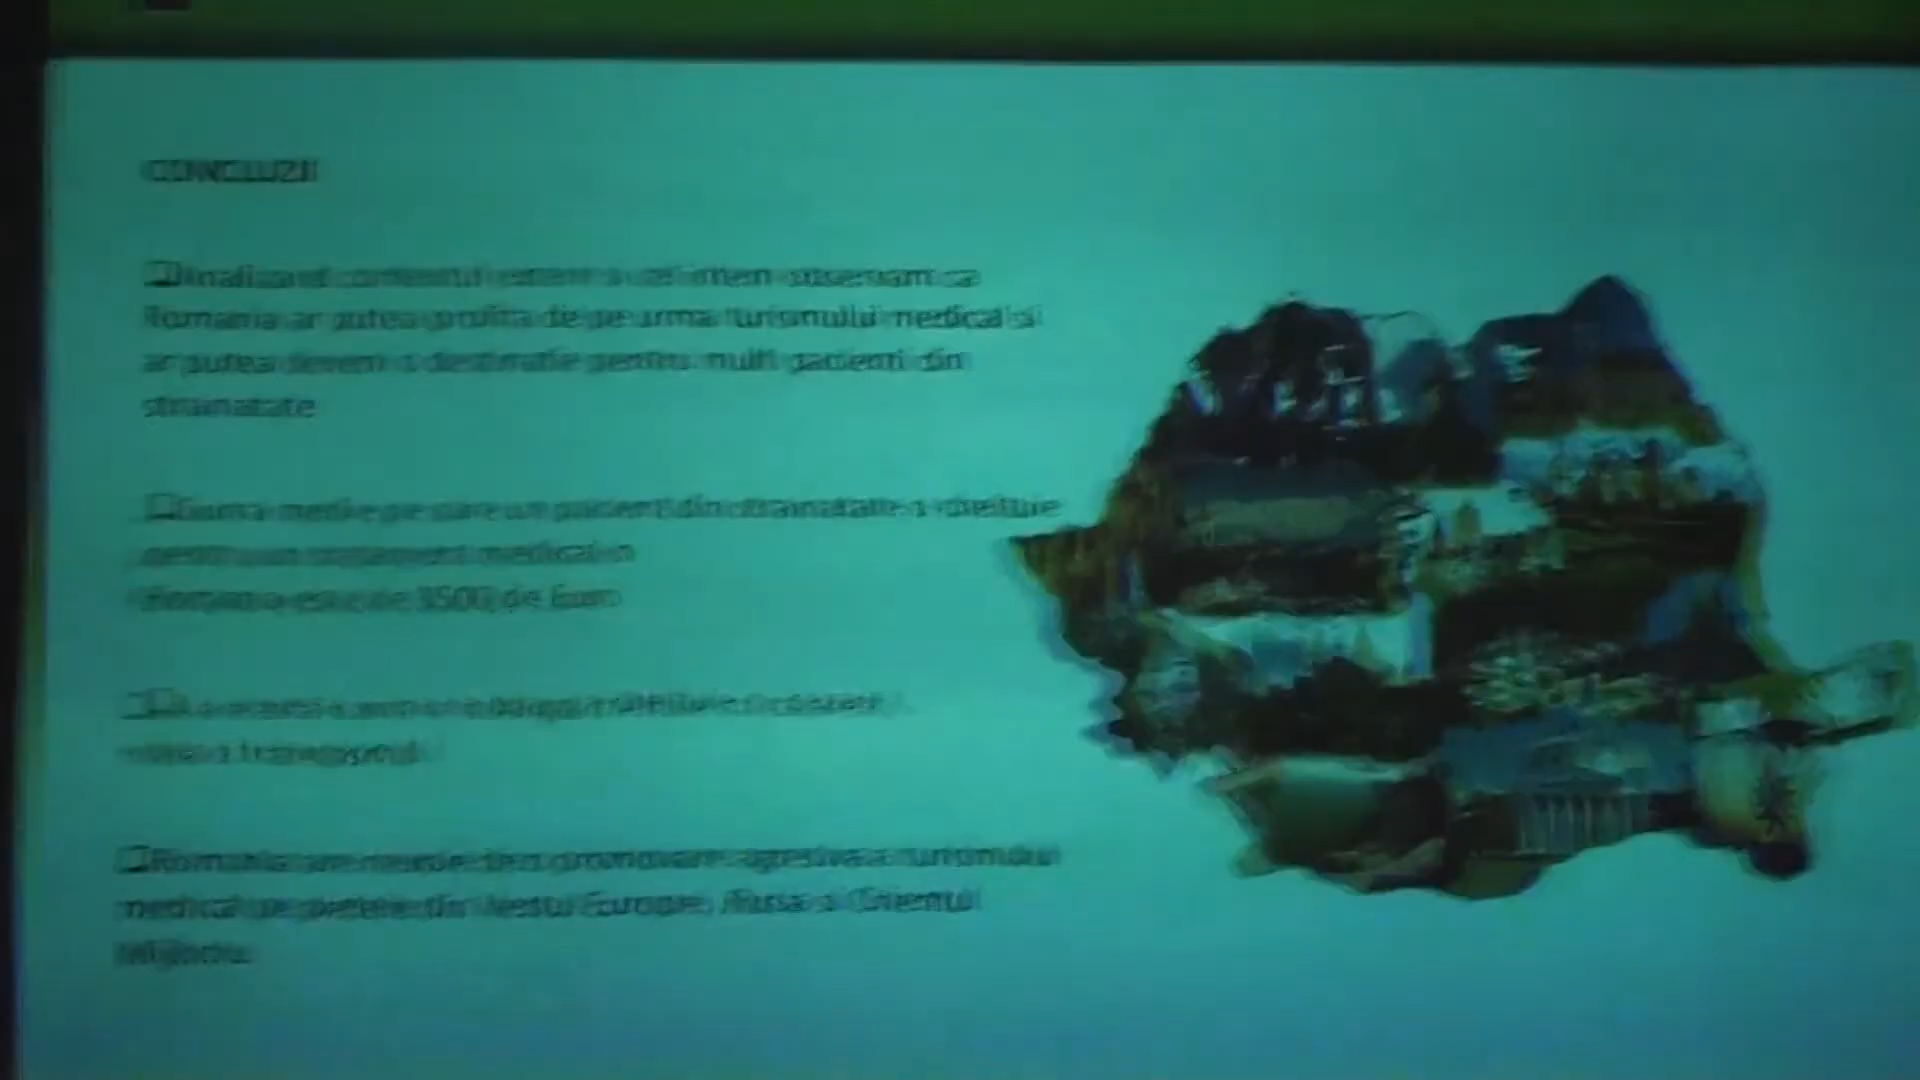 CONCLUZII
Analizand contextul extern si cel intern observam ca
Romania ar putea profita de pe urma turismului medical si
ar putea deveni o destinatie pentru multi pacienti din
strainatate
Suma medie pe care un pacient din strainatate o cheltuie
pentru un tratament medical in
Romania este de 3500 de Euro
transportul
Romania are nevoie de o promovare agresiva a turismului
medical pe pietele din Vestul Europei, Rusia si Orientul
Mijlociu.